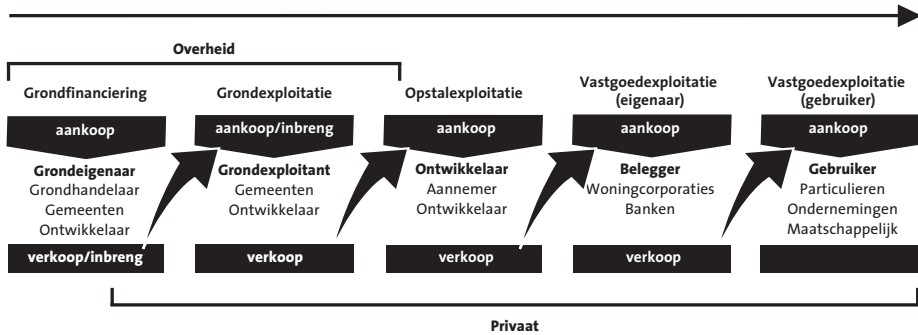 Overheid
Grondfinanciering
Grondexploitatie
Opstalexploitatie
Vastgoedexploitatie
(eigenaar)
Vastgoedexploitatie
(gebruiker)
aankoop
aankoop/inbreng
aankoop
aankoop
aankoop
Grondeigenaar
Grondhandelaar
Gemeenten
Ontwikkelaar
Grondexploitant
Gemeenten
Ontwikkelaar
Ontwikkelaar
Aannemer
Ontwikkelaar
Belegger
Woningcorporaties
Banken
Gebruiker
Particulieren
Ondernemingen
Maatschappelijk
verkoop/inbreng
verkoop
verkoop
verkoop
Privaat